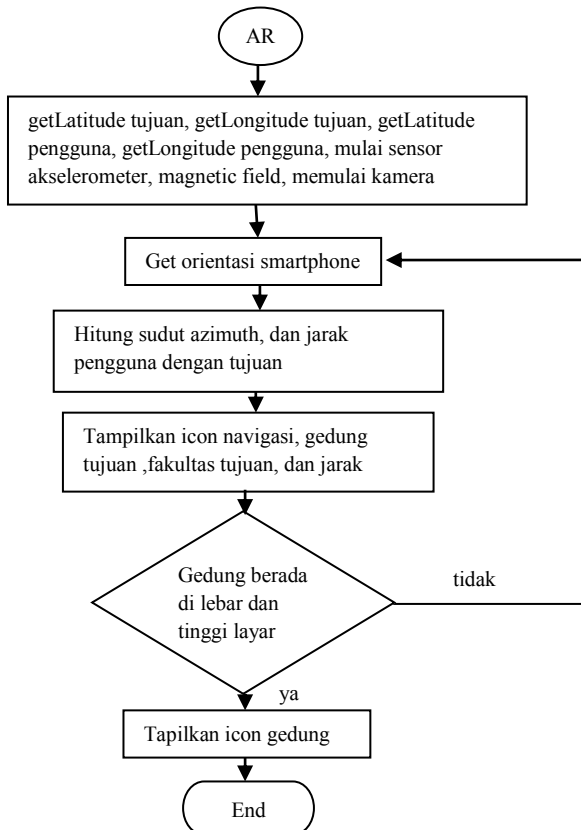 AR
getLatitude tujuan, getLongitude tujuan, getLatitude
pengguna, getLongitude pengguna, mulai sensor
akselerometer, magnetic field, memulai kamera
Get orientasi smartphone
Hitung sudut azimuth, dan jarak
pengguna dengan tujuan
Tampilkan icon navigasi, gedung
tujuan ,fakultas tujuan, dan jarak
Gedung berada
di lebar dan
tinggi layar
tidak
ya
Tapilkan icon gedung
End